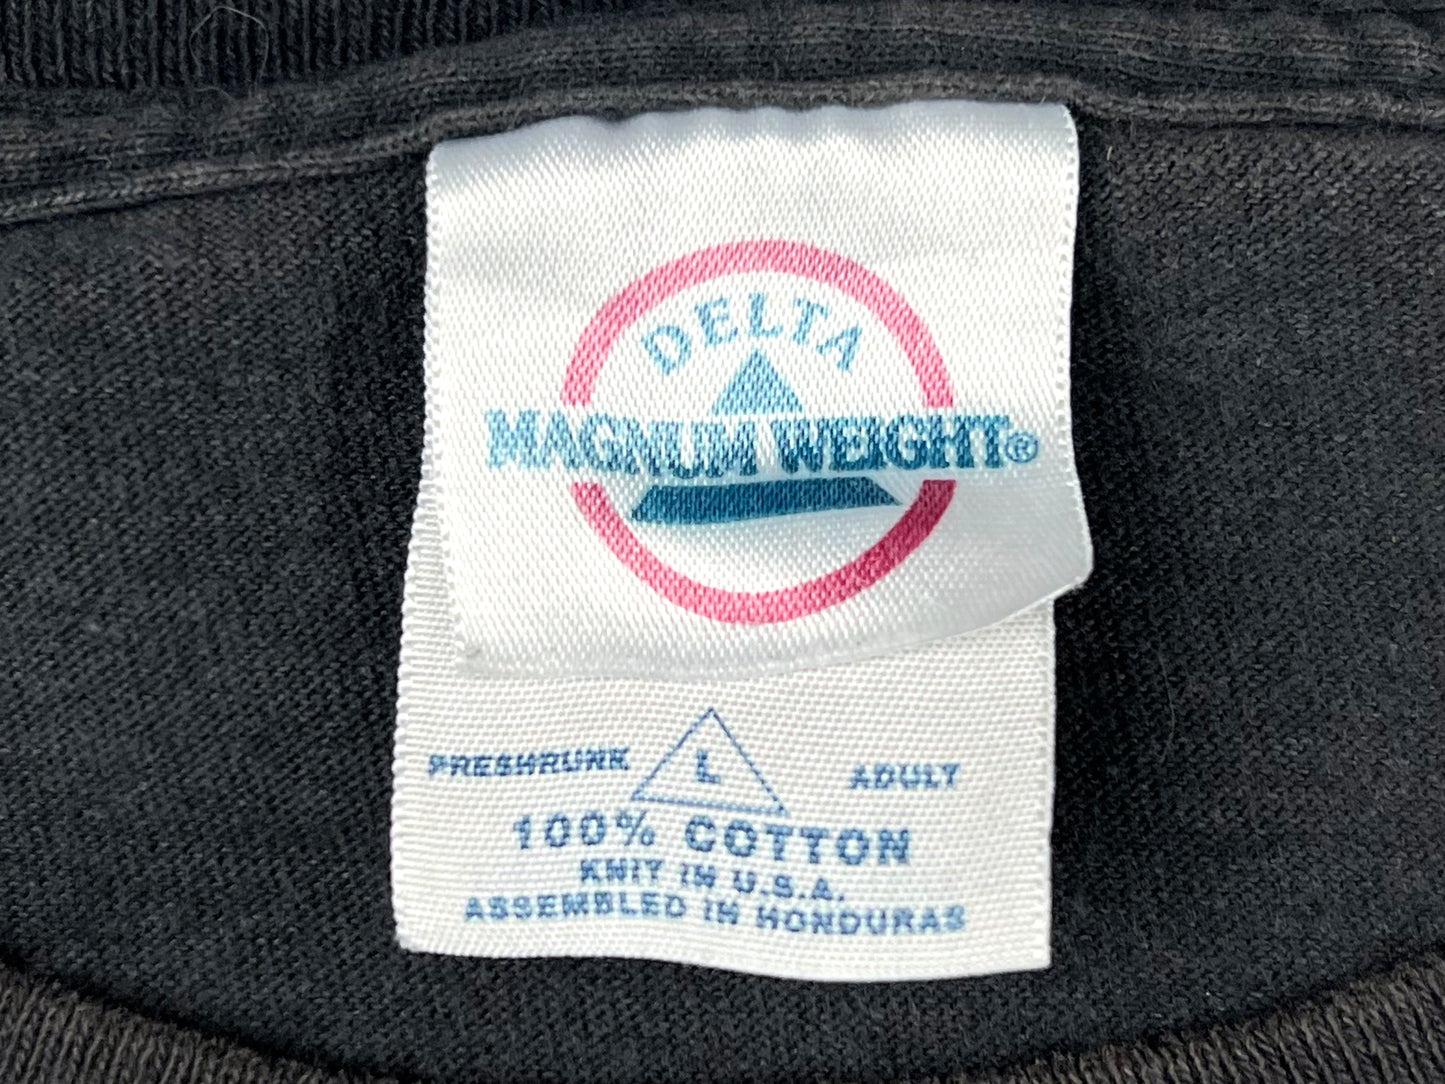 DELTA
MAGNUM WEIGHT®
PRESHRUNK L ADULT
100% COTTON
KNIT IN U.S.A.
ASSEMBLED IN HONDURAS